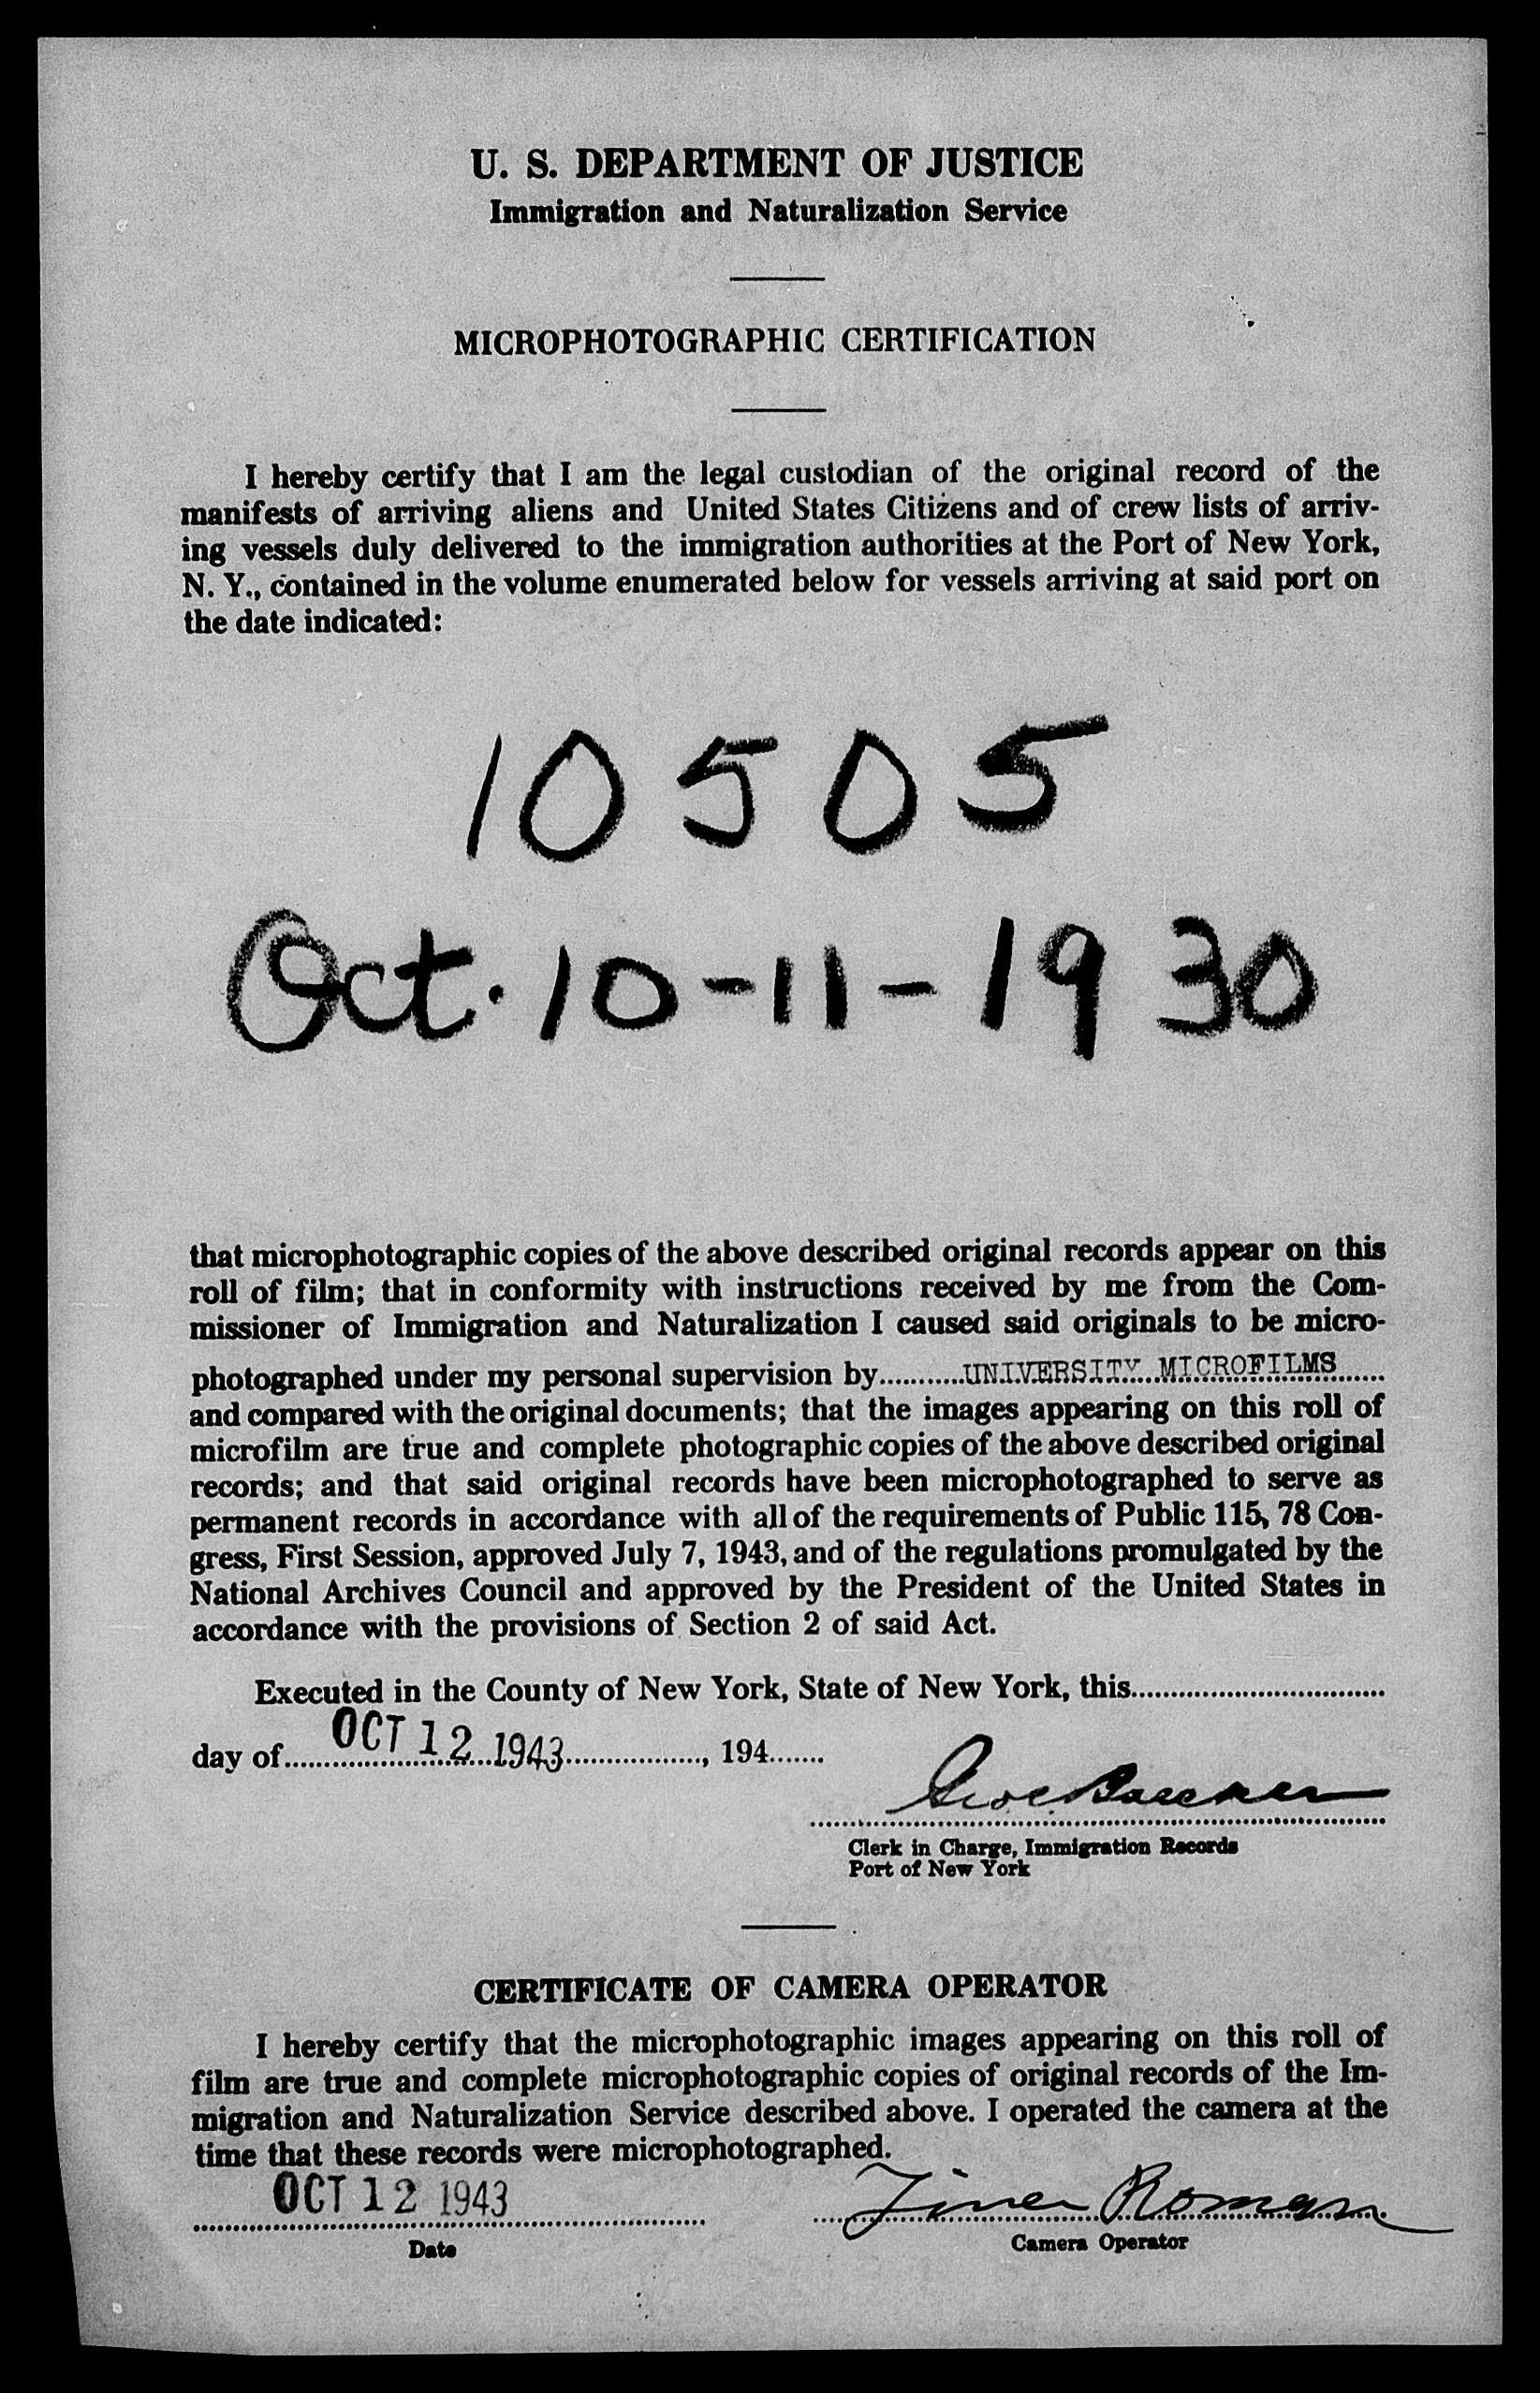 U. S. DEPARTMENT OF JUSTICE
Immigration and Naturalization Service
MICROPHOTOGRAPHIC CERTIFICATION
I hereby certify that I am the legal custodian of the original record of the
manifests of arriving aliens and United States Citizens and of crew lists of arriv-
ing vessels duly delivered to the immigration authorities at the Port of New York,
N. Y., contained in the volume enumerated below for vessels arriving at said port on
the date indicated:
10505
Oct. 10-11-1930
that microphotographic copies of the above described original records appear on this
roll of film; that in conformity with instructions received by me from the Com-
missioner of Immigration and Naturalization I caused said originals to be micro-
photographed under my personal supervision by...........UNIVERSITY MICROFILMS
and compared with the original documents; that the images appearing on this roll of
microfilm are true and complete photographic copies of the above described original
records; and that said original records have been microphotographed to serve as
permanent records in accordance with all of the requirements of Public 115, 78 Con-
gress, First Session, approved July 7, 1943, and of the regulations promulgated by the
National Archives Council and approved by the President of the United States in
accordance with the provisions of Section 2 of said Act.
Executed in the County of New York, State of New York, this................................
day of OCT 12 1943, 194.......
Clerk in Charge, Immigration Records
Port of New York
CERTIFICATE OF CAMERA OPERATOR
I hereby certify that the microphotographic images appearing on this roll of
film are true and complete microphotographic copies of original records of the Im-
migration and Naturalization Service described above. I operated the camera at the
time that these records were microphotographed.
OCT 12 1943 Roman
Date Camera Operator